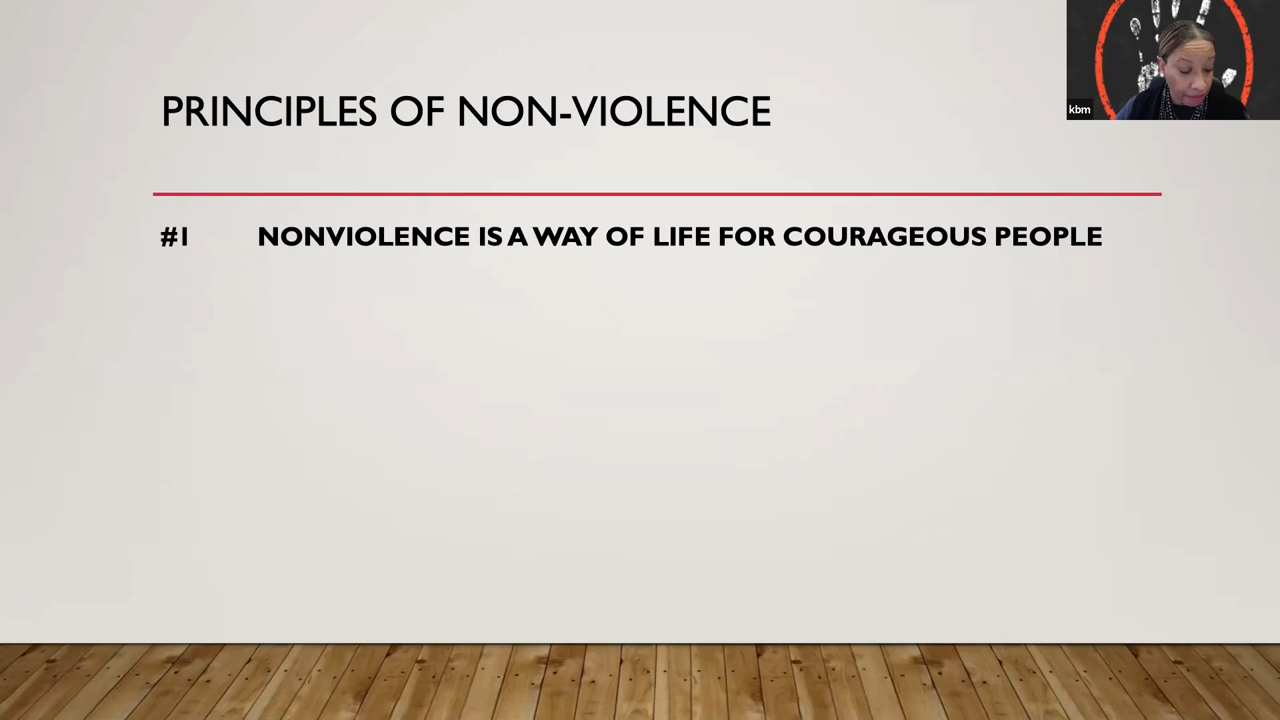 PRINCIPLES OF NON-VIOLENCE
kbm
#1 NONVIOLENCE IS A WAY OF LIFE FOR COURAGEOUS PEOPLE